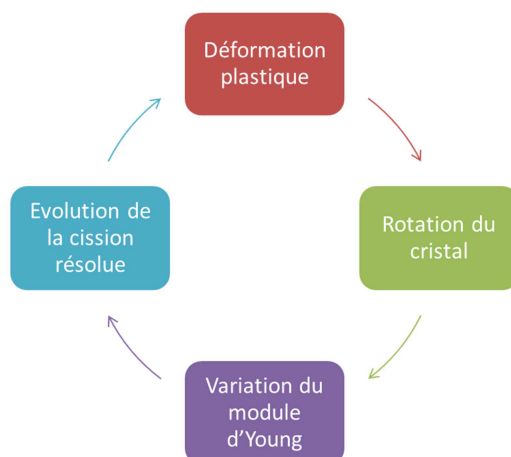 Déformation
plastique
Rotation du
cristal
Variation du
module
d'Young
Evolution de
la cission
résolue